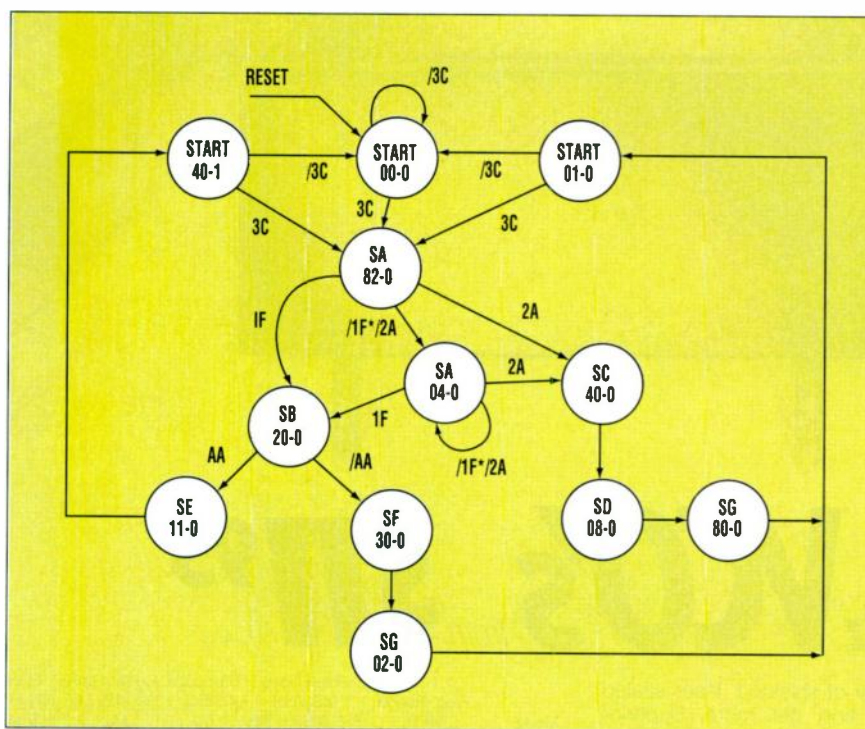 RESET
/3C
START
40-1
START
00-0
START
01-0
/3C
/3C
3C
3C
3C
SA
82-0
IF
/1F*/2A
2A
SA
04-0
2A
SC
40-0
SB
20-0
1F
/1F*/2A
AA
/AA
SE
11-0
SF
30-0
SD
08-0
SG
80-0
SG
02-0